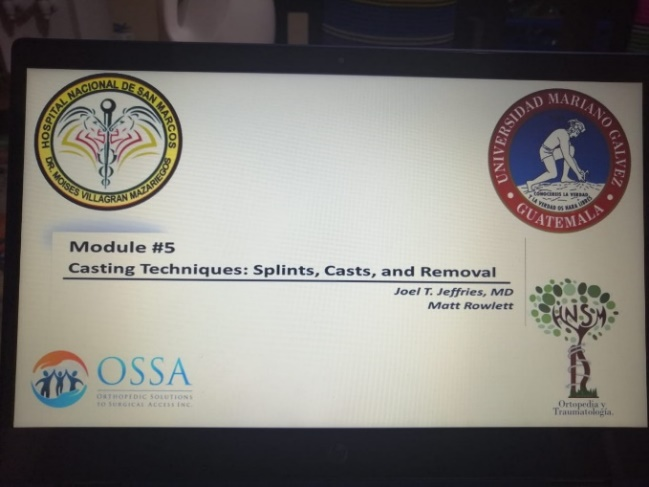 HOSPITAL NACIONAL DE SAN MARCOS
DR. MOISES VILLAGRAN MAZARIEGOS
UNIVERSIDAD MARIANO GALVEZ
CONOCEREIS LA VERDAD
Y LA VERDAD OS HARA LIBRES
GUATEMALA
Module #5
Casting Techniques: Splints, Casts, and Removal
Joel T. Jeffries, MD
Matt Rowlett
OSSA
ORTHOPEDIC SOLUTIONS
TO SURGICAL ACCESS INC.
HNSM
Ortopedia y
Traumatología.